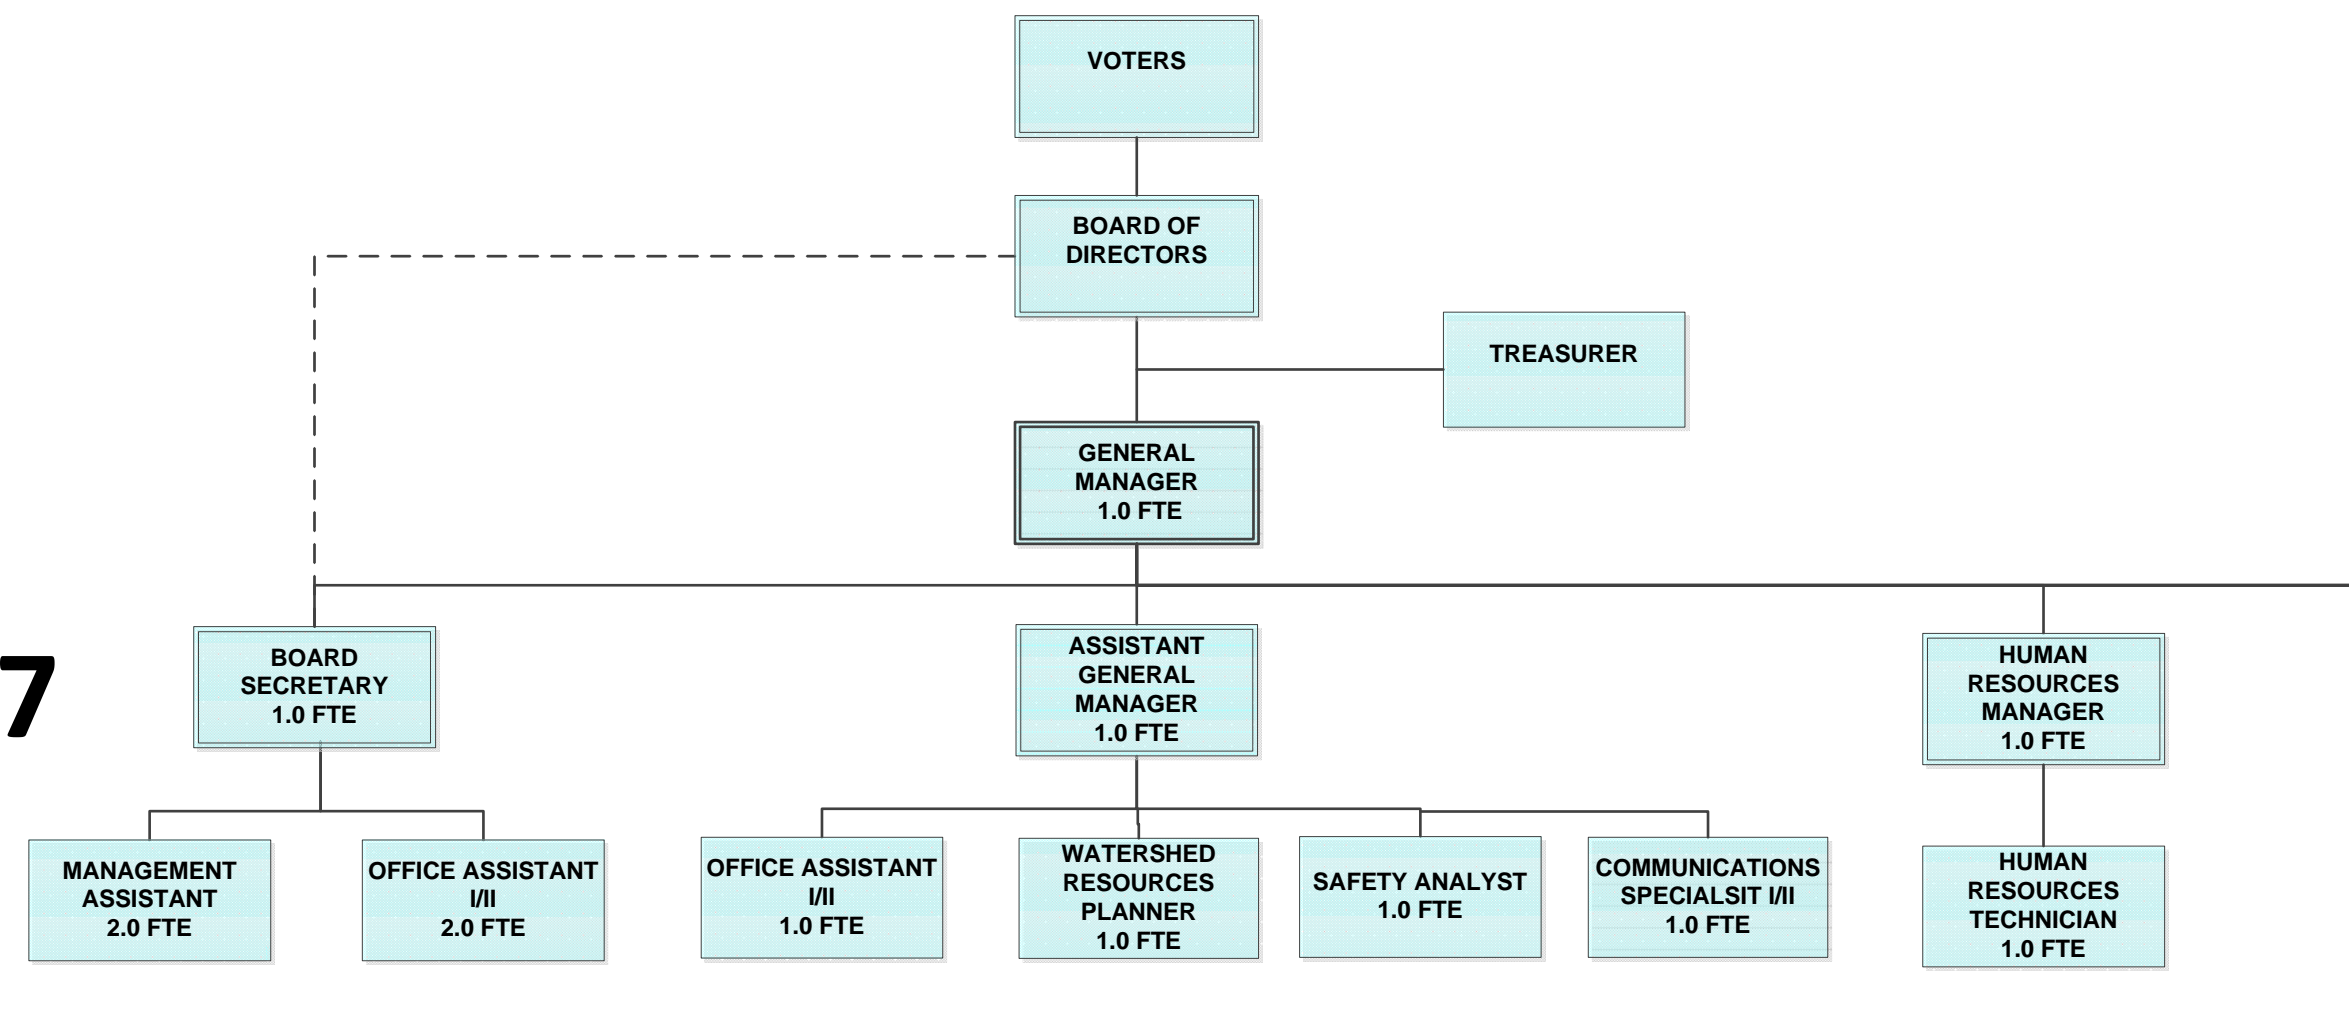 VOTERS
BOARD OF
DIRECTORS
TREASURER
GENERAL
MANAGER
1.0 FTE
7
BOARD
SECRETARY
1.0 FTE
ASSISTANT
GENERAL
MANAGER
1.0 FTE
HUMAN
RESOURCES
MANAGER
1.0 FTE
MANAGEMENT
ASSISTANT
2.0 FTE
OFFICE ASSISTANT
I/II
2.0 FTE
OFFICE ASSISTANT
I/II
1.0 FTE
WATERSHED
RESOURCES
PLANNER
1.0 FTE
SAFETY ANALYST
1.0 FTE
COMMUNICATIONS
SPECIALSIT I/II
1.0 FTE
HUMAN
RESOURCES
TECHNICIAN
1.0 FTE